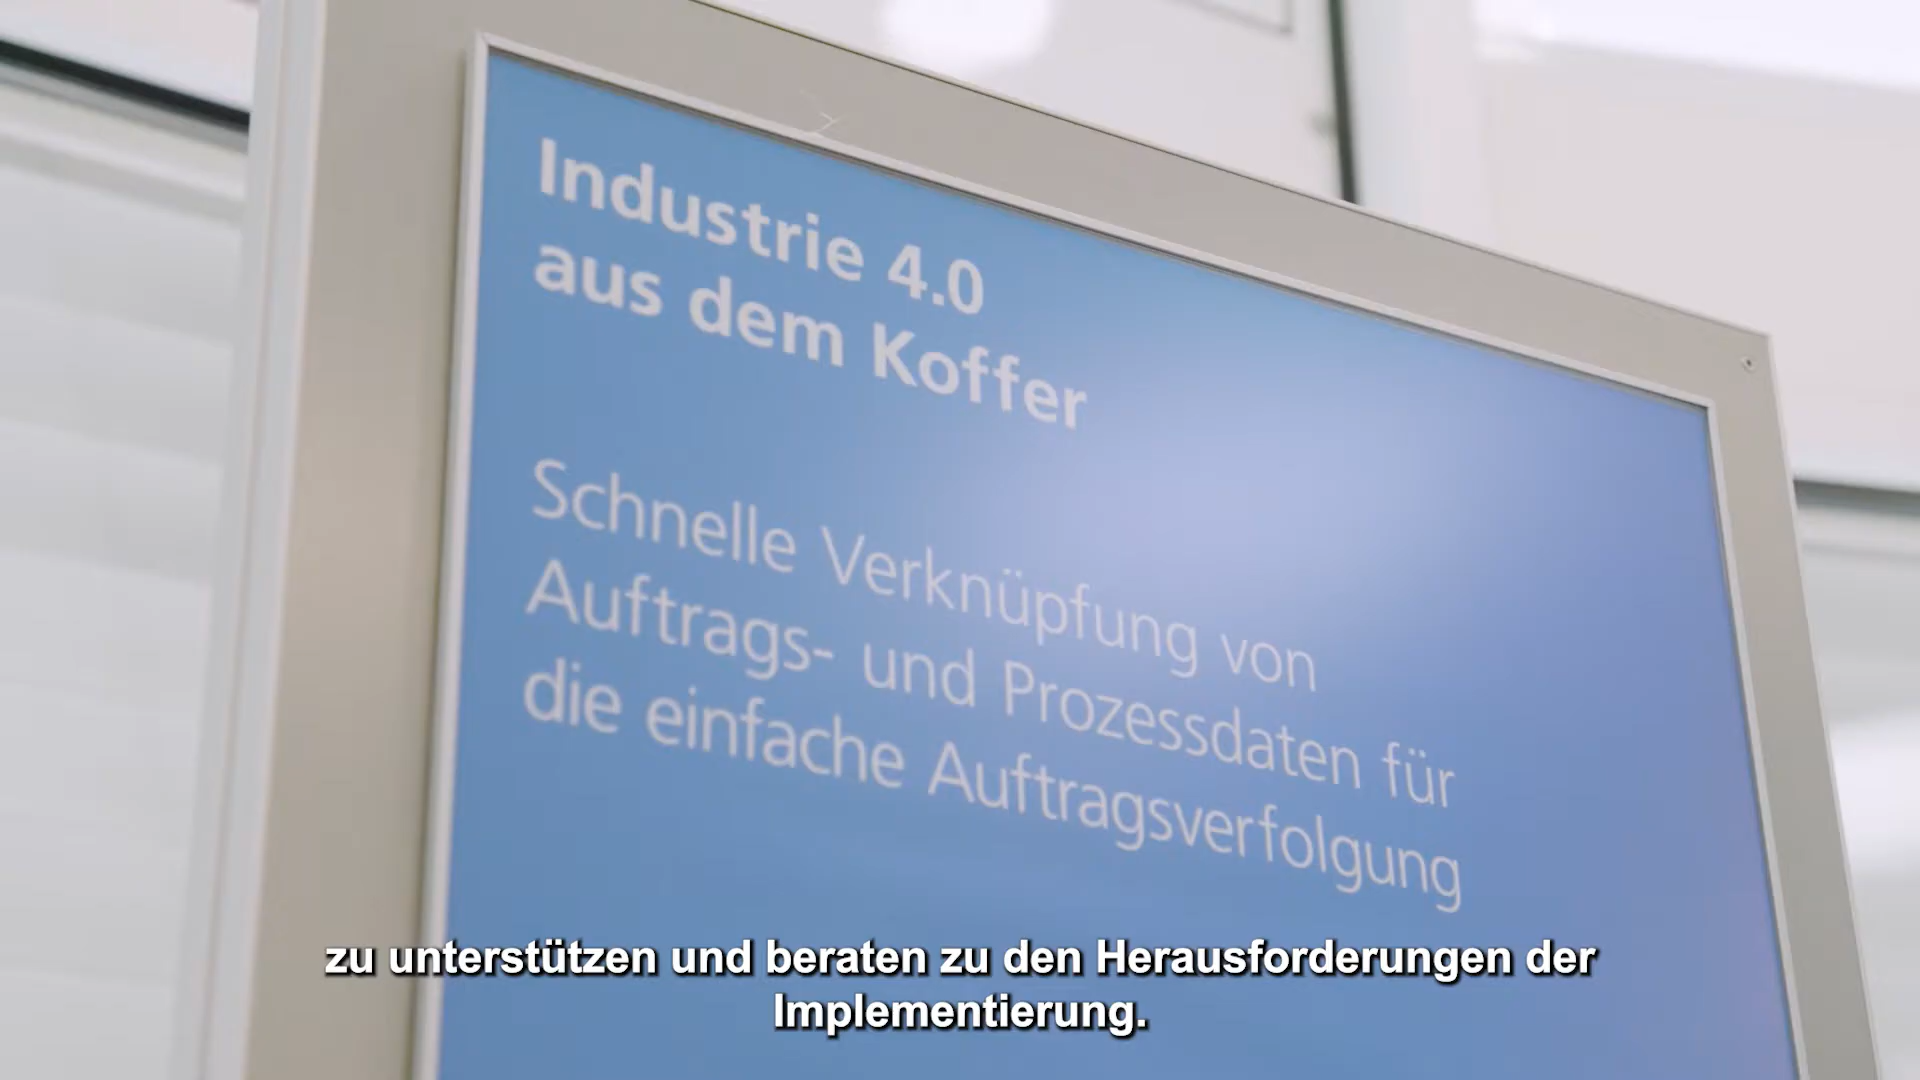 Industrie 4.0
aus dem Koffer
Schnelle Verknüpfung von
Auftrags- und Prozessdaten für
die einfache Auftragsverfolgung
zu unterstützen und beraten zu den Herausforderungen der
Implementierung.